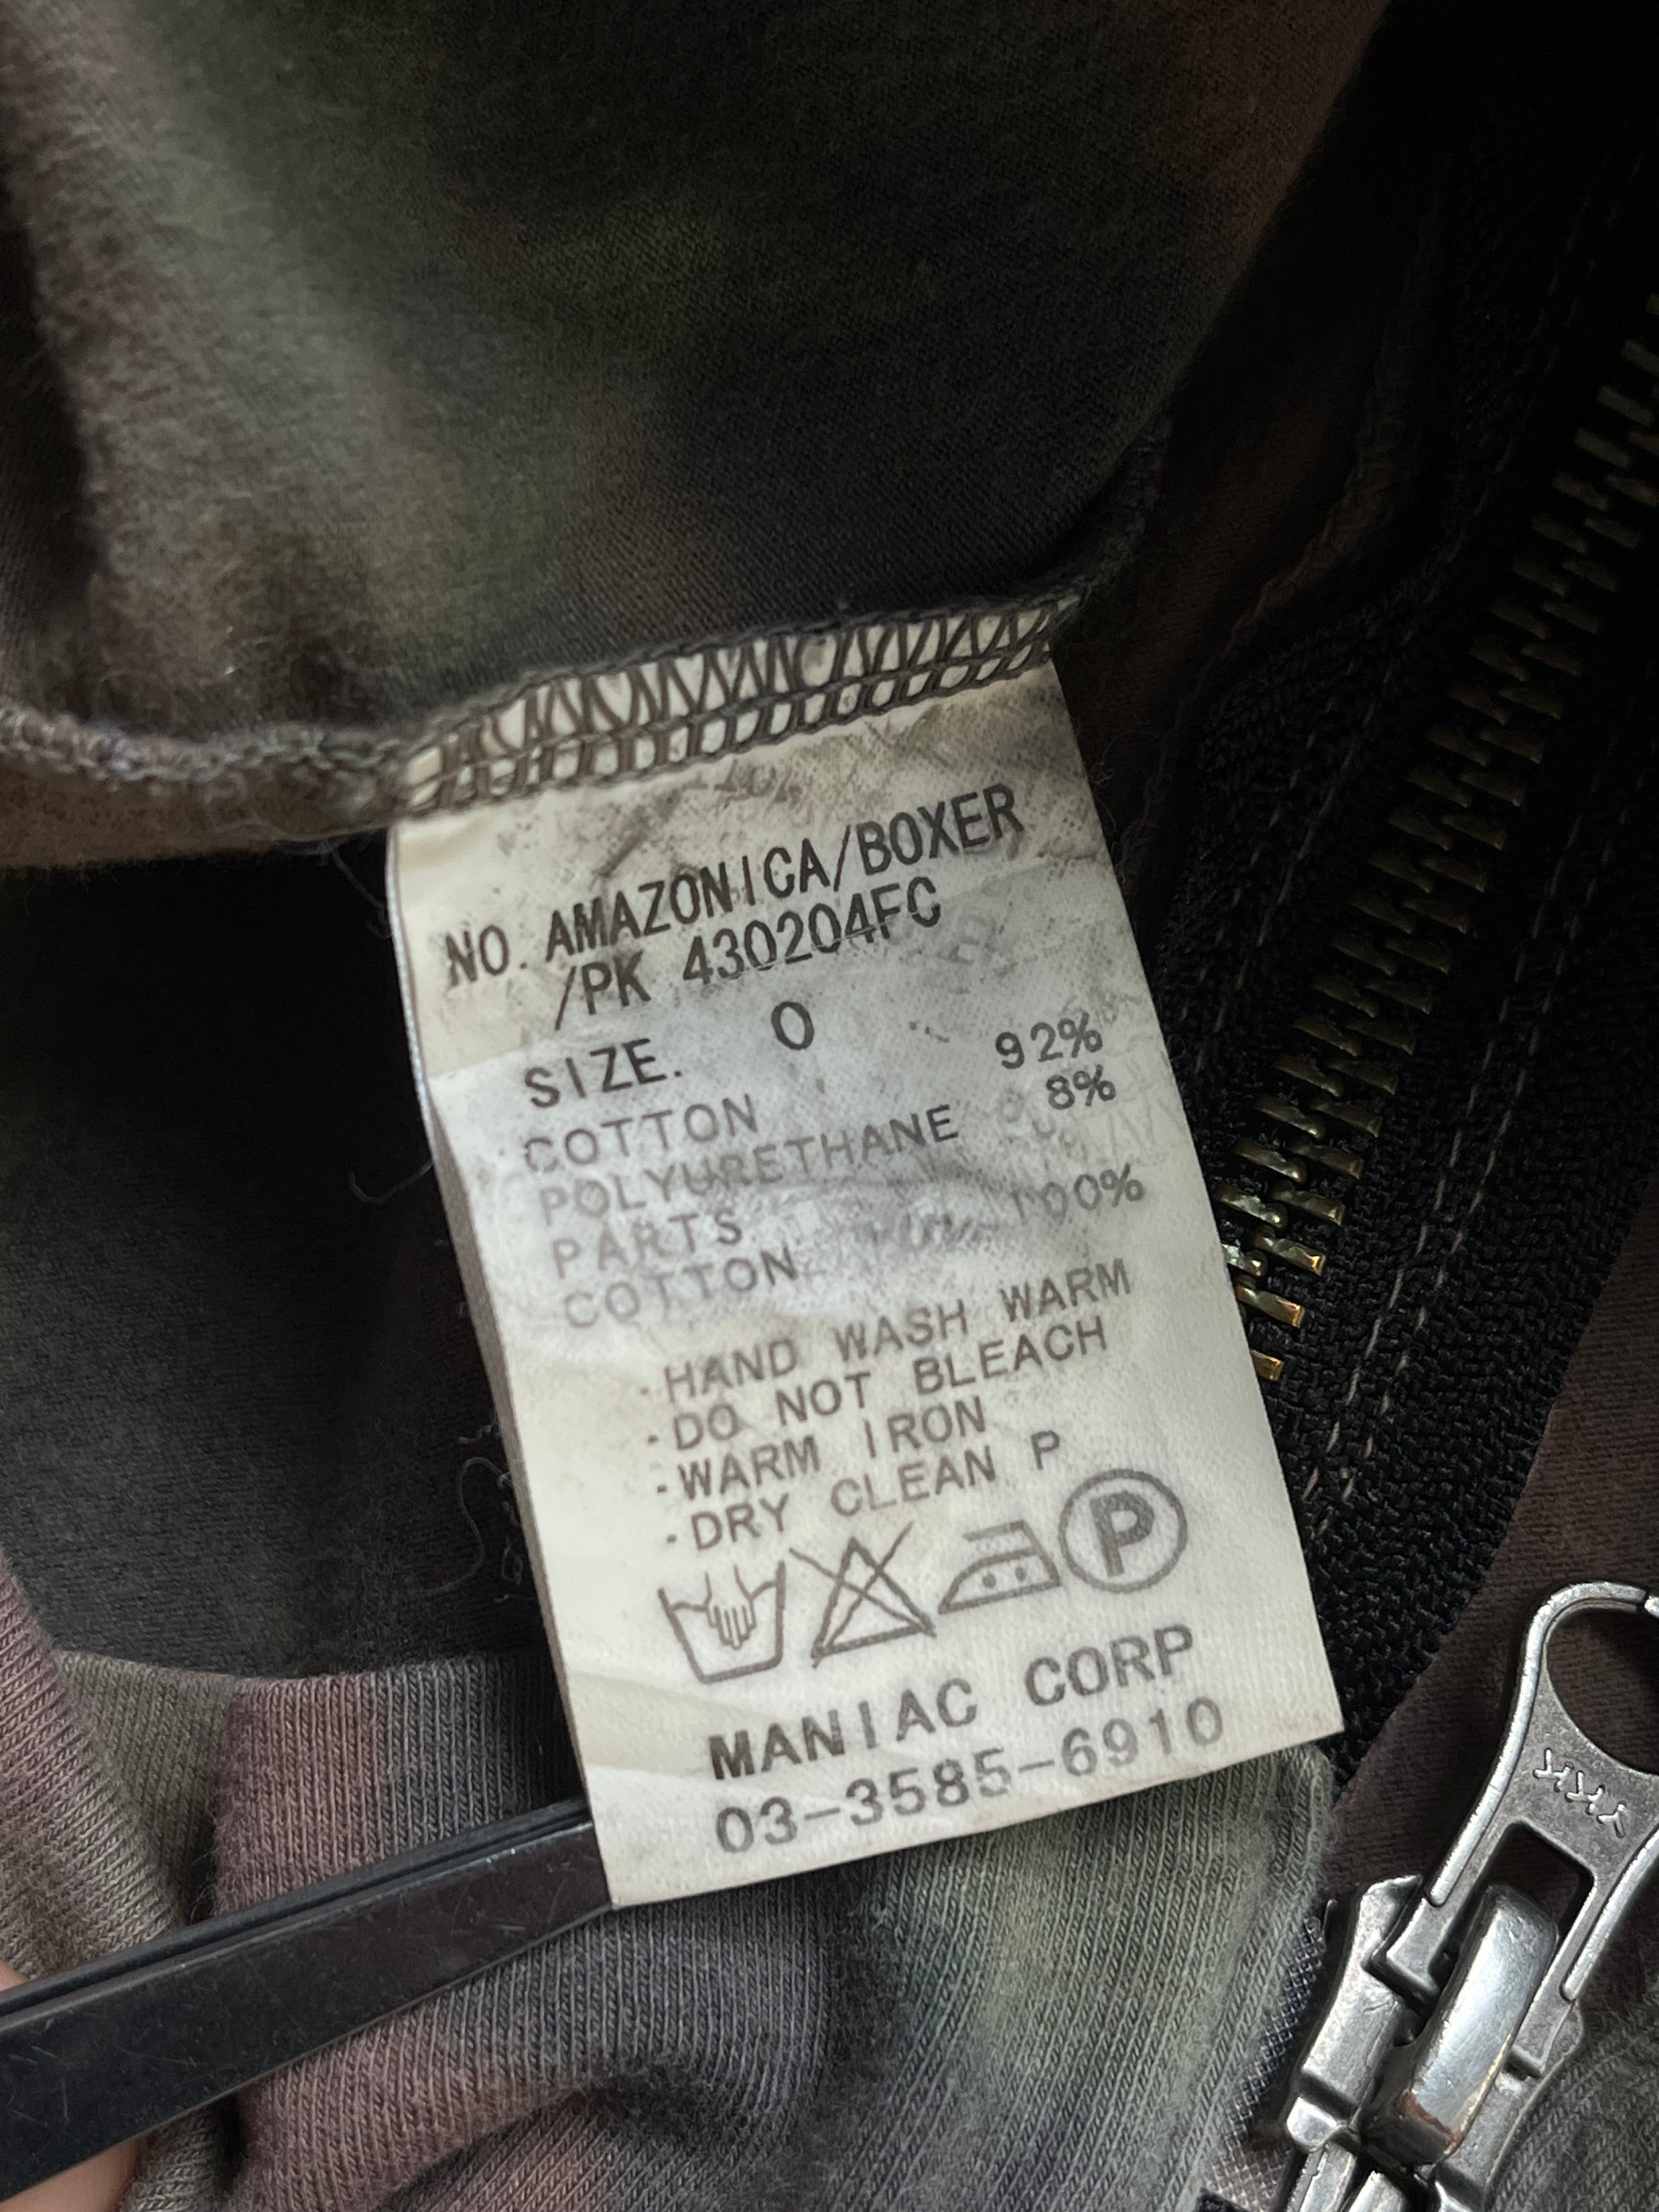 NO. AMAZONICA/BOXER
/PK 430204FC
SIZE. 0
COTTON 92%
POLYURETHANE 8%
PARTS
COTTON 100%
·HAND WASH WARM
·DO NOT BLEACH
·WARM IRON
·DRY CLEAN P
P
MANIAC CORP
03-3585-6910
YKK